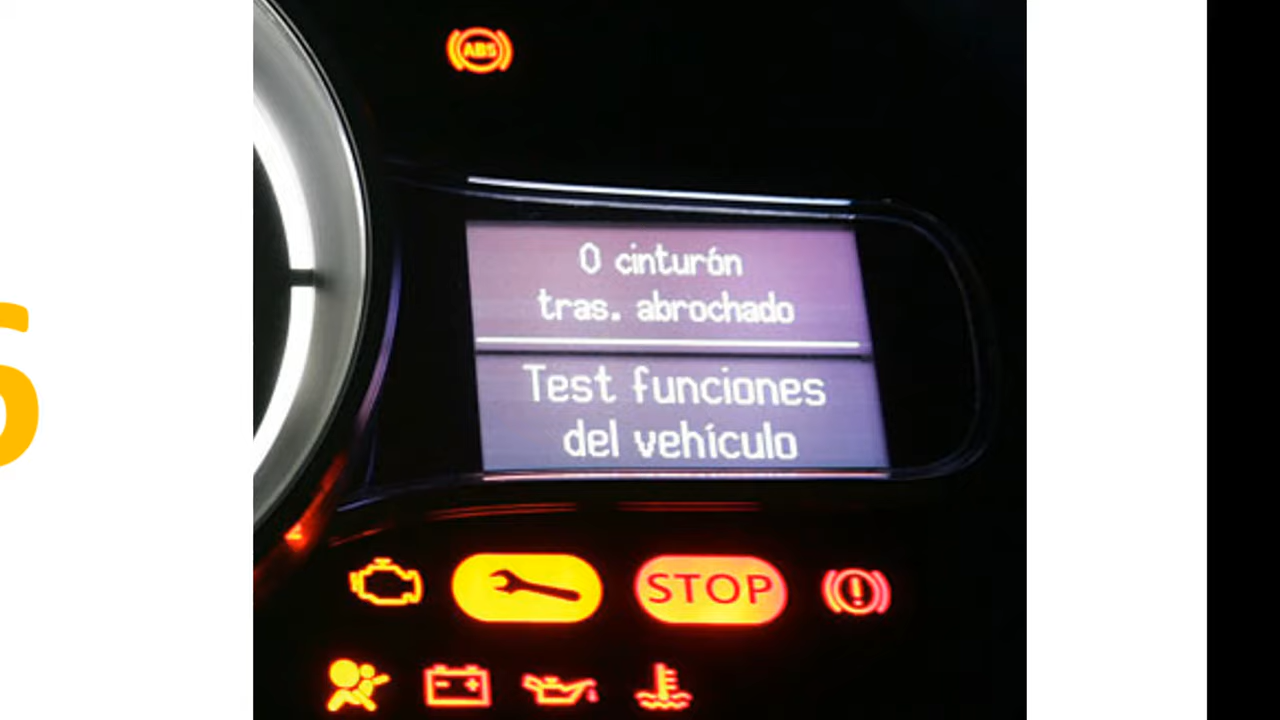 ABS
0 cinturón
tras. abrochado
Test funciones
del vehículo
STOP